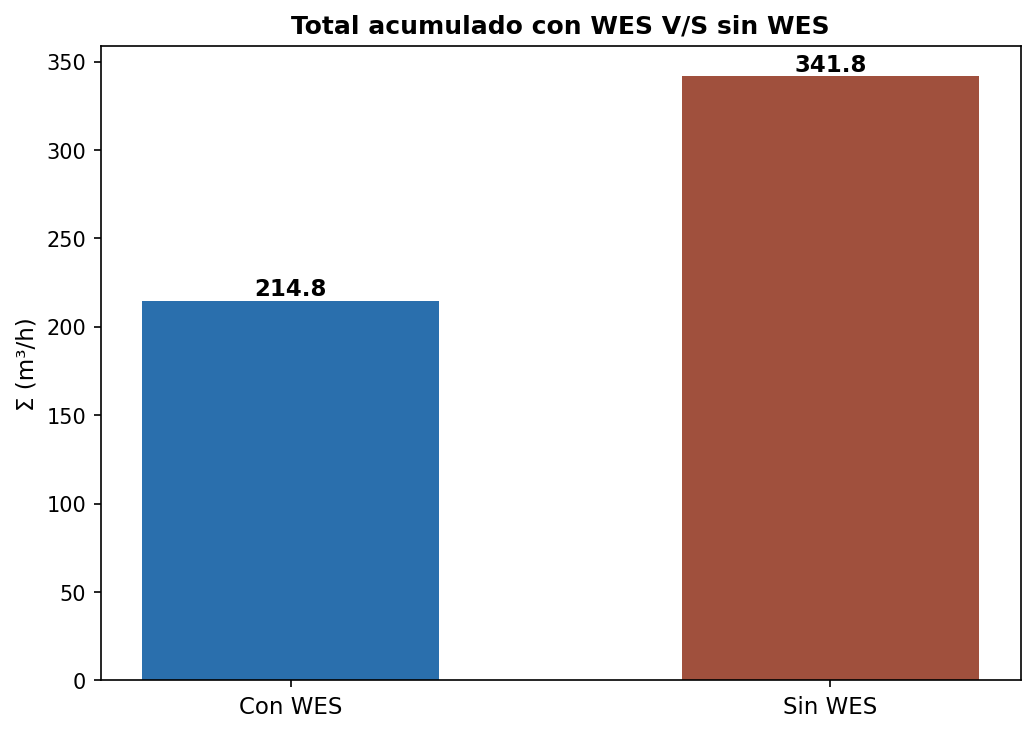 Total acumulado con WES V/S sin WES
Σ (m³/h)
350
300
250
200
150
100
50
0
214.8
341.8
Con WES
Sin WES